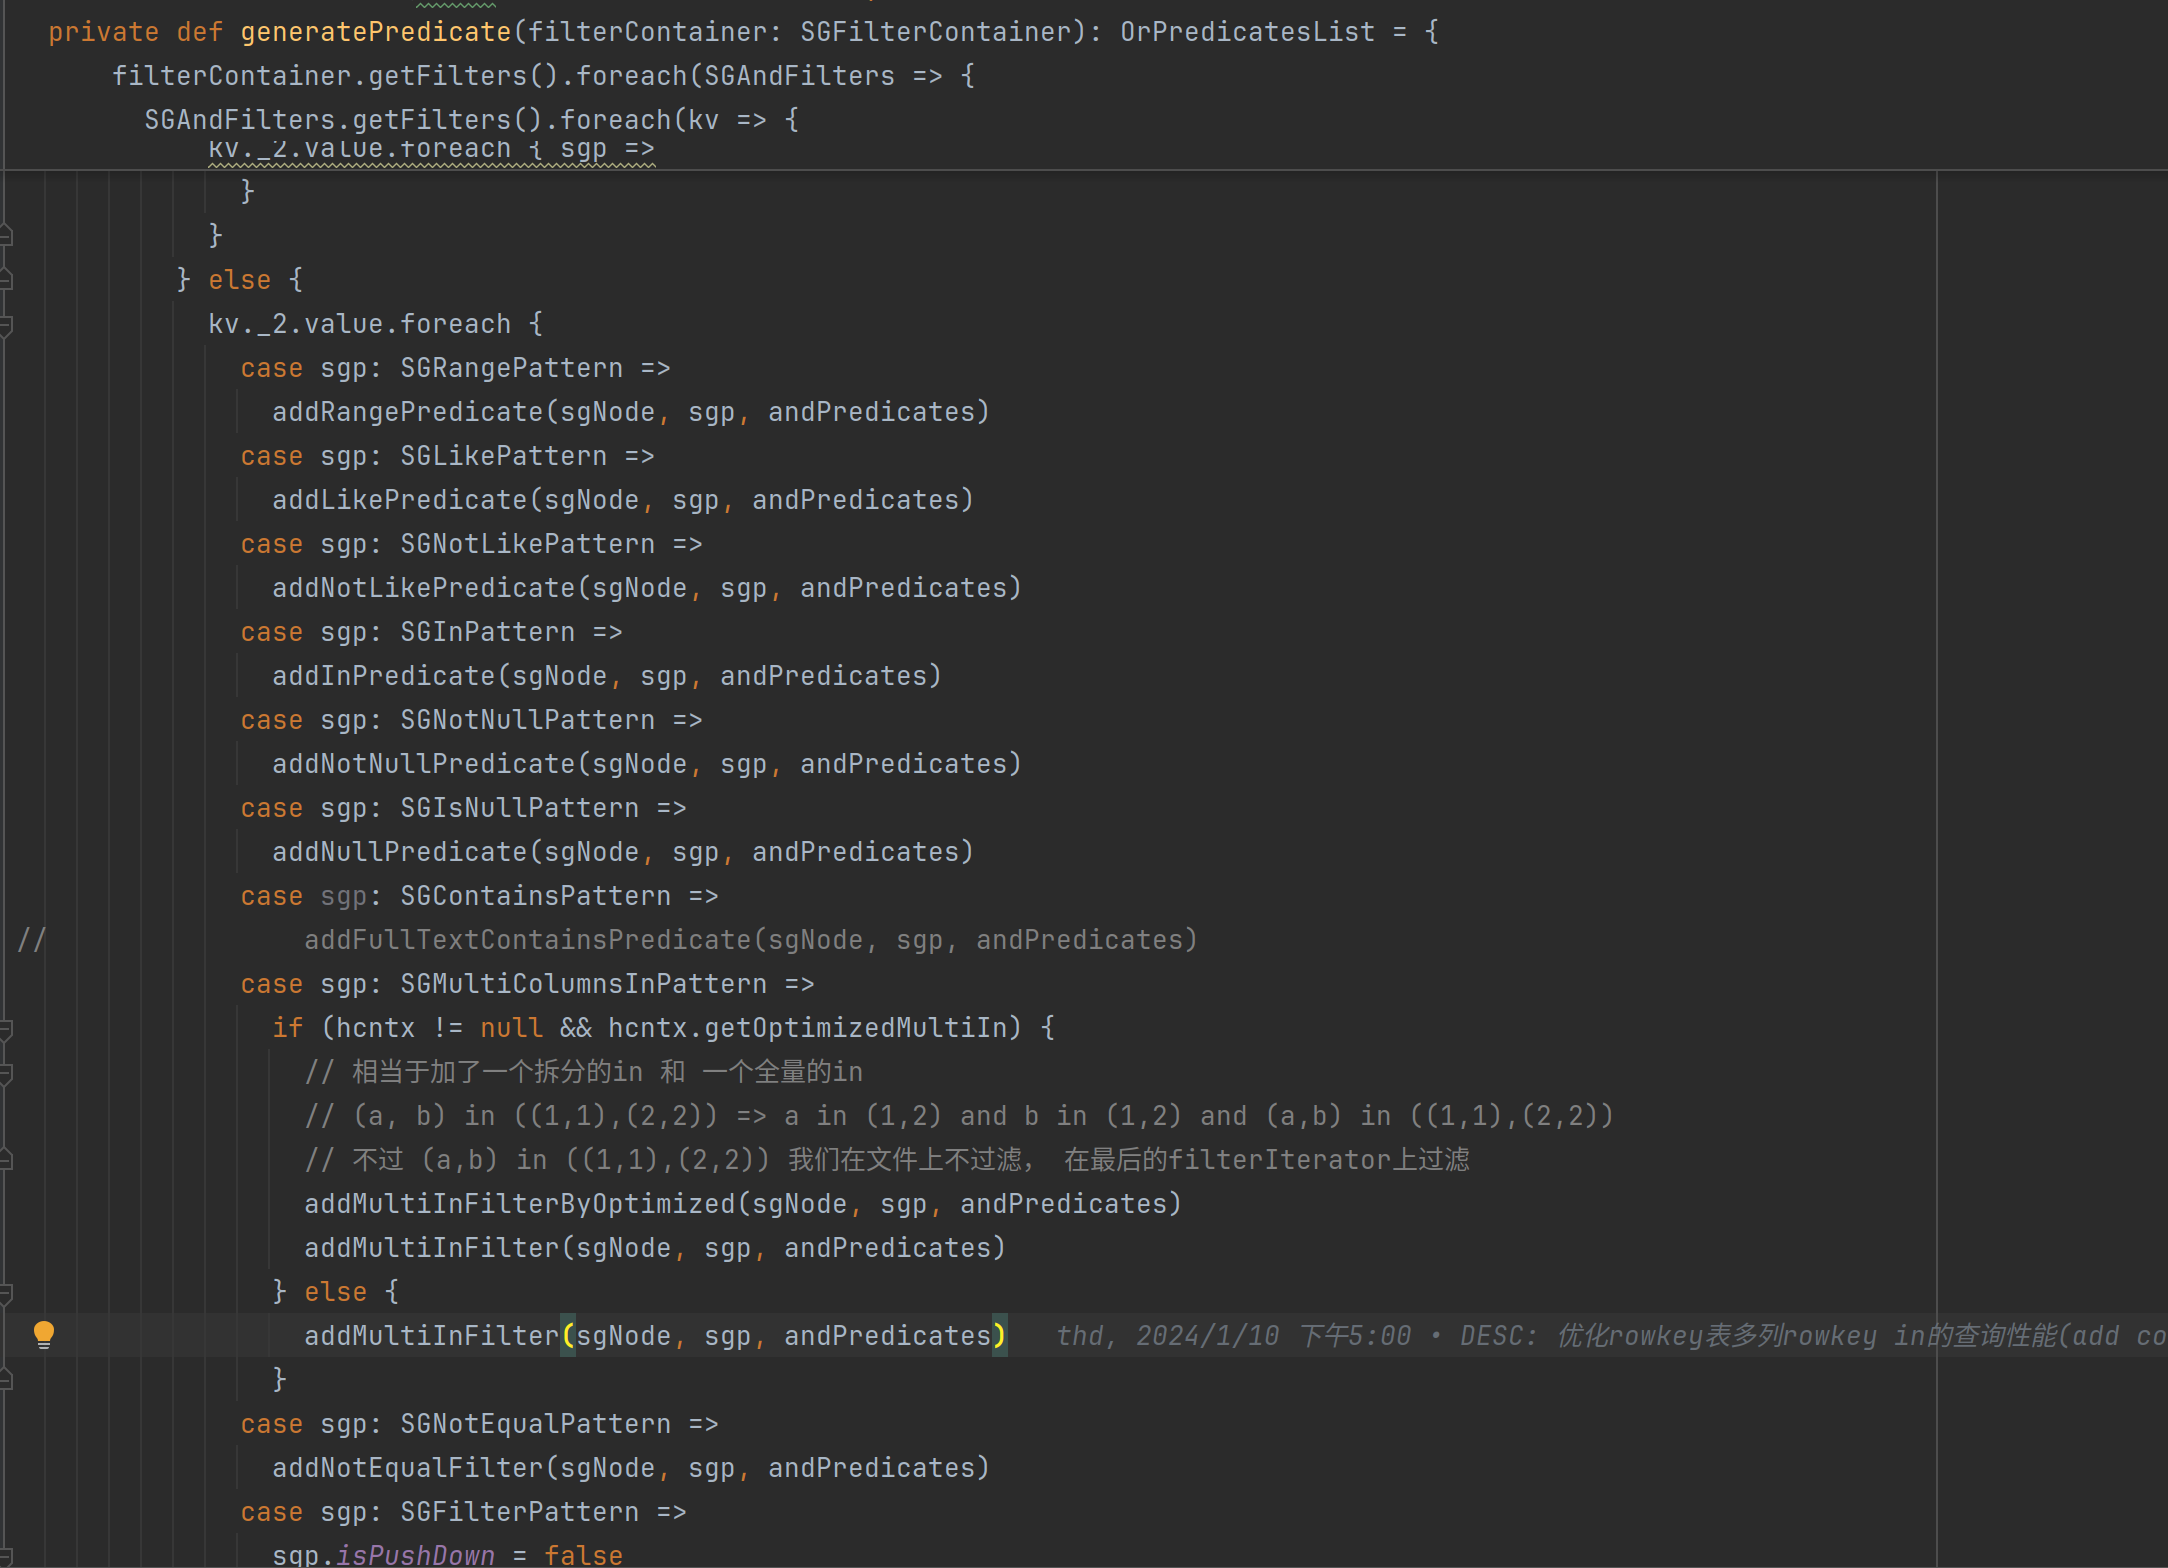 private def generatePredicate(filterContainer: SGFilterContainer): OrPredicatesList = {
filterContainer.getFilters().foreach(SGAndFilters => {
SGAndFilters.getFilters().foreach(kv => {
kv._2.value.foreach { sgp =>
}
}
} else {
kv._2.value.foreach {
case sgp: SGRangePattern =>
addRangePredicate(sgNode, sgp, andPredicates)
case sgp: SGLikePattern =>
addLikePredicate(sgNode, sgp, andPredicates)
case sgp: SGNotLikePattern =>
addNotLikePredicate(sgNode, sgp, andPredicates)
case sgp: SGInPattern =>
addInPredicate(sgNode, sgp, andPredicates)
case sgp: SGNotNullPattern =>
addNotNullPredicate(sgNode, sgp, andPredicates)
case sgp: SGIsNullPattern =>
addNullPredicate(sgNode, sgp, andPredicates)
case sgp: SGContainsPattern =>
// addFullTextContainsPredicate(sgNode, sgp, andPredicates)
case sgp: SGMultiColumnsInPattern =>
if (hcntx != null && hcntx.getOptimizedMultiIn) {
// 相当于加了一个拆分的in 和 一个全量的in
// (a, b) in ((1,1),(2,2)) => a in (1,2) and b in (1,2) and (a,b) in ((1,1),(2,2))
// 不过 (a,b) in ((1,1),(2,2)) 我们在文件上不过滤， 在最后的filterIterator上过滤
addMultiInFilterByOptimized(sgNode, sgp, andPredicates)
addMultiInFilter(sgNode, sgp, andPredicates)
} else {
addMultiInFilter(sgNode, sgp, andPredicates) thd, 2024/1/10 下午5:00 • DESC: 优化rowkey表多列rowkey in的查询性能(add co
}
case sgp: SGNotEqualPattern =>
addNotEqualFilter(sgNode, sgp, andPredicates)
case sgp: SGFilterPattern =>
sgp.isPushDown = false